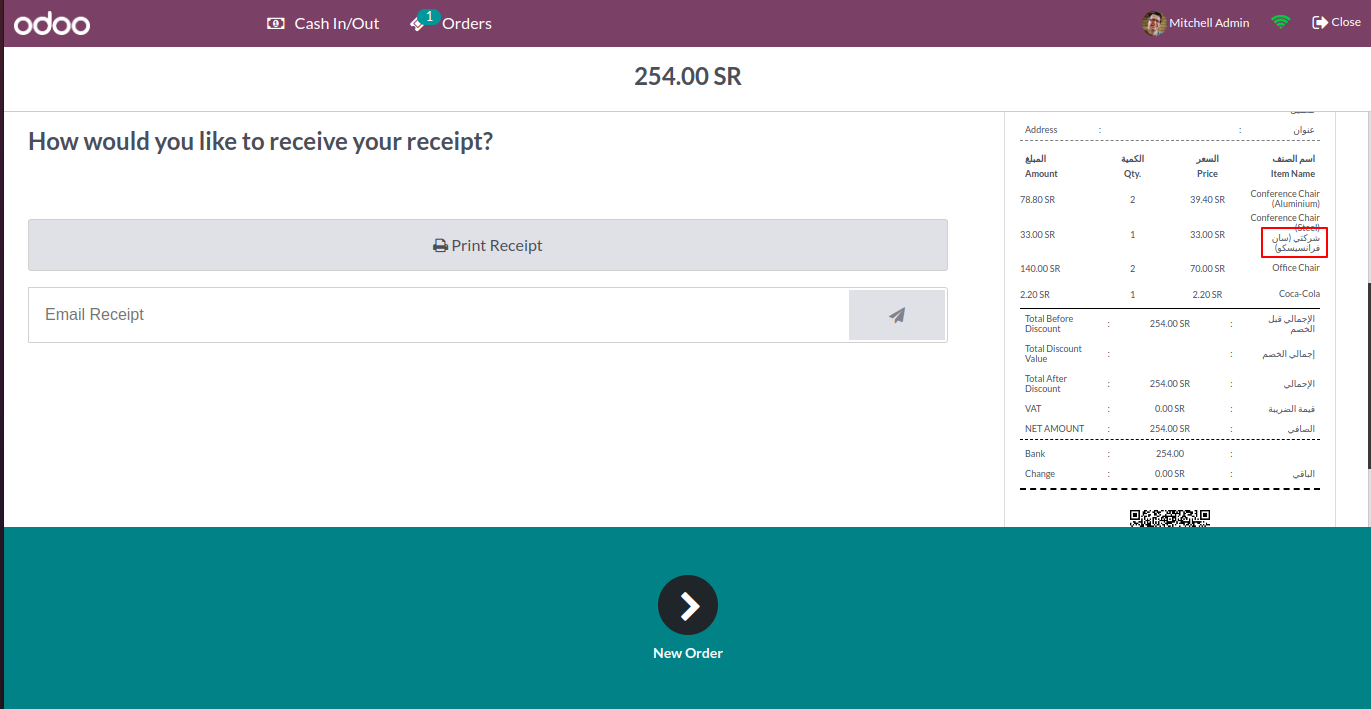 odoo
Cash In/Out
1
Orders
Mitchell Admin
Close
254.00 SR
How would you like to receive your receipt?
Print Receipt
Email Receipt
Address : : عنوان
المبلغ الكمية السعر اسم الصنف
Amount Qty. Price Item Name
78.80 SR 2 39.40 SR Conference Chair
(Aluminium)
33.00 SR 1 33.00 SR Conference Chair
(Steel)
شركتي (سان
فرانسيسكو)
140.00 SR 2 70.00 SR Office Chair
2.20 SR 1 2.20 SR Coca-Cola
Total Before
Discount : 254.00 SR : الإجمالي قبل
الخصم
Total Discount
Value : : إجمالي الخصم
Total After
Discount : 254.00 SR : الإجمالي
VAT : 0.00 SR : قيمة الضريبة
NET AMOUNT : 254.00 SR : الصافي
Bank : 254.00 :
Change : 0.00 SR : الباقي
New Order